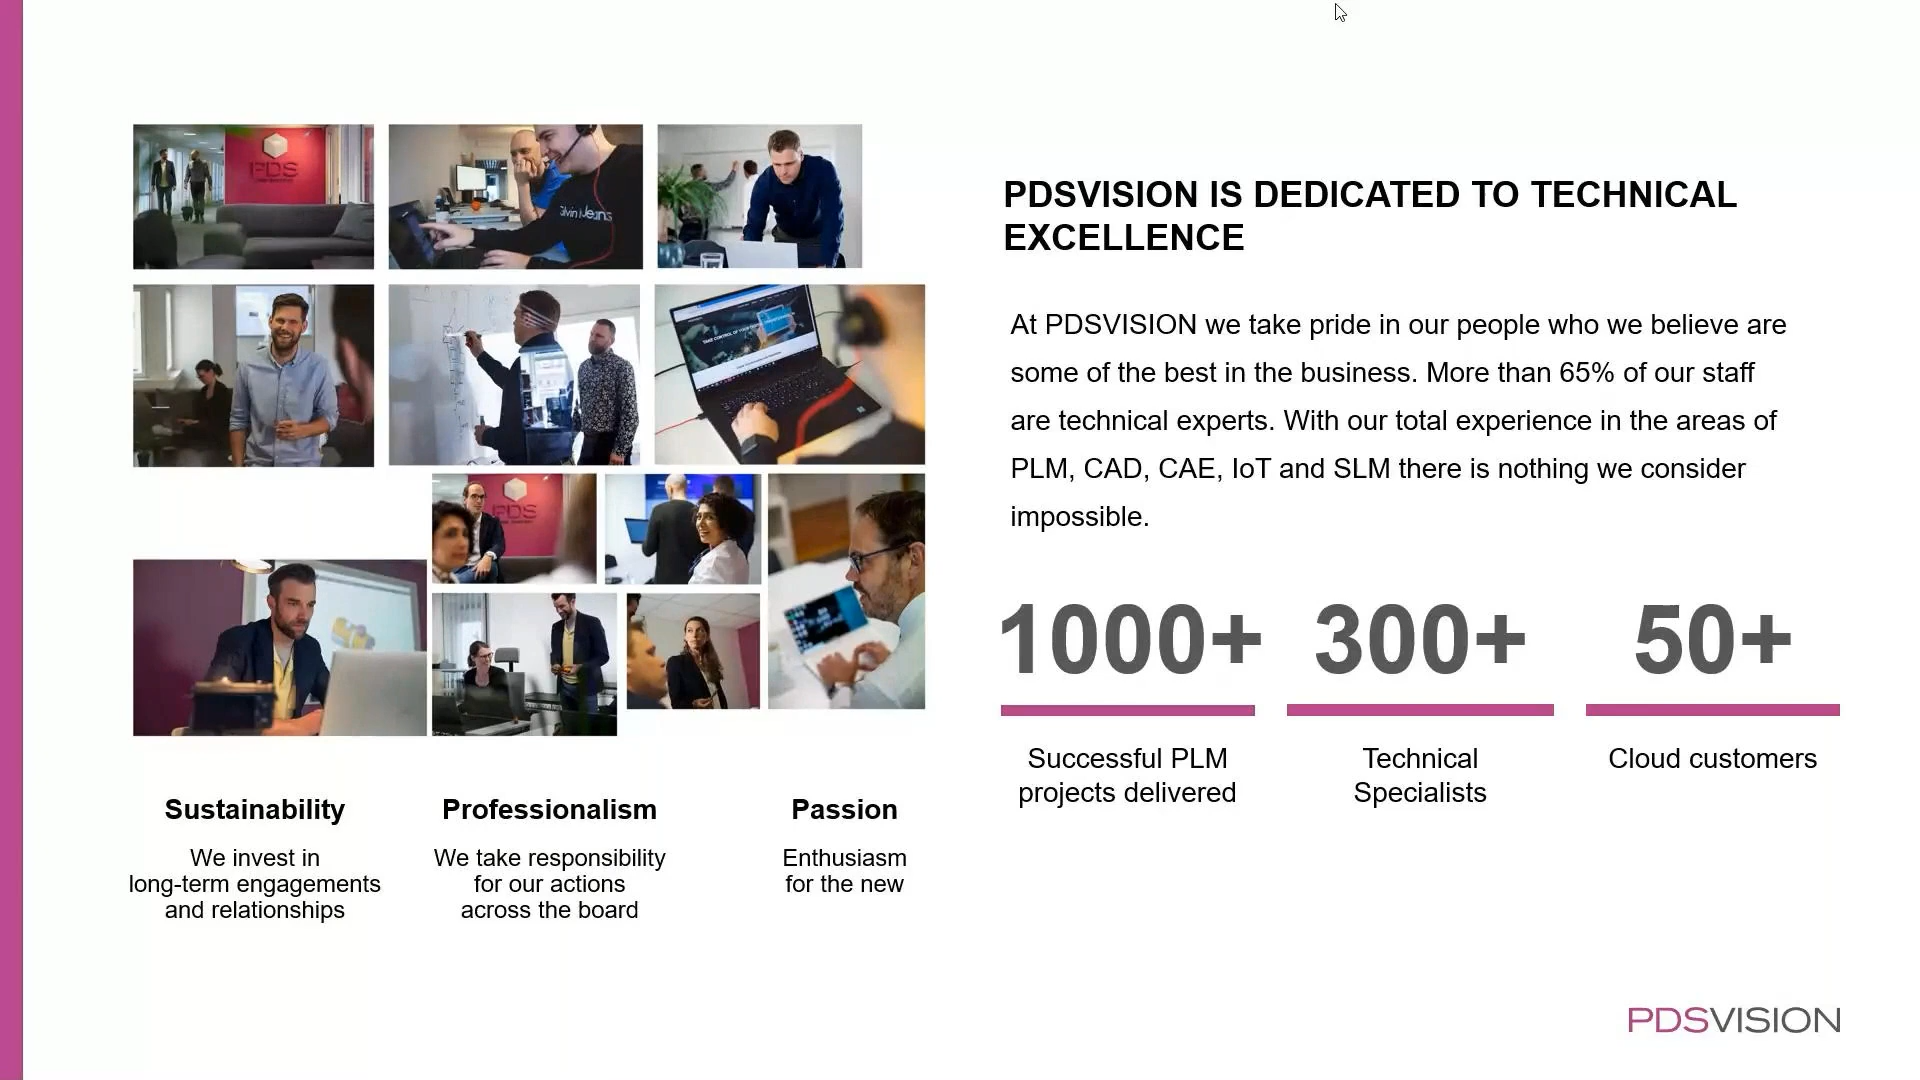 PDS
PDS
PDSVISION IS DEDICATED TO TECHNICAL
EXCELLENCE
At PDSVISION we take pride in our people who we believe are
some of the best in the business. More than 65% of our staff
are technical experts. With our total experience in the areas of
PLM, CAD, CAE, IoT and SLM there is nothing we consider
impossible.
1000+
Successful PLM
projects delivered
300+
Technical
Specialists
50+
Cloud customers
Sustainability
We invest in
long-term engagements
and relationships
Professionalism
We take responsibility
for our actions
across the board
Passion
Enthusiasm
for the new
PDSVISION